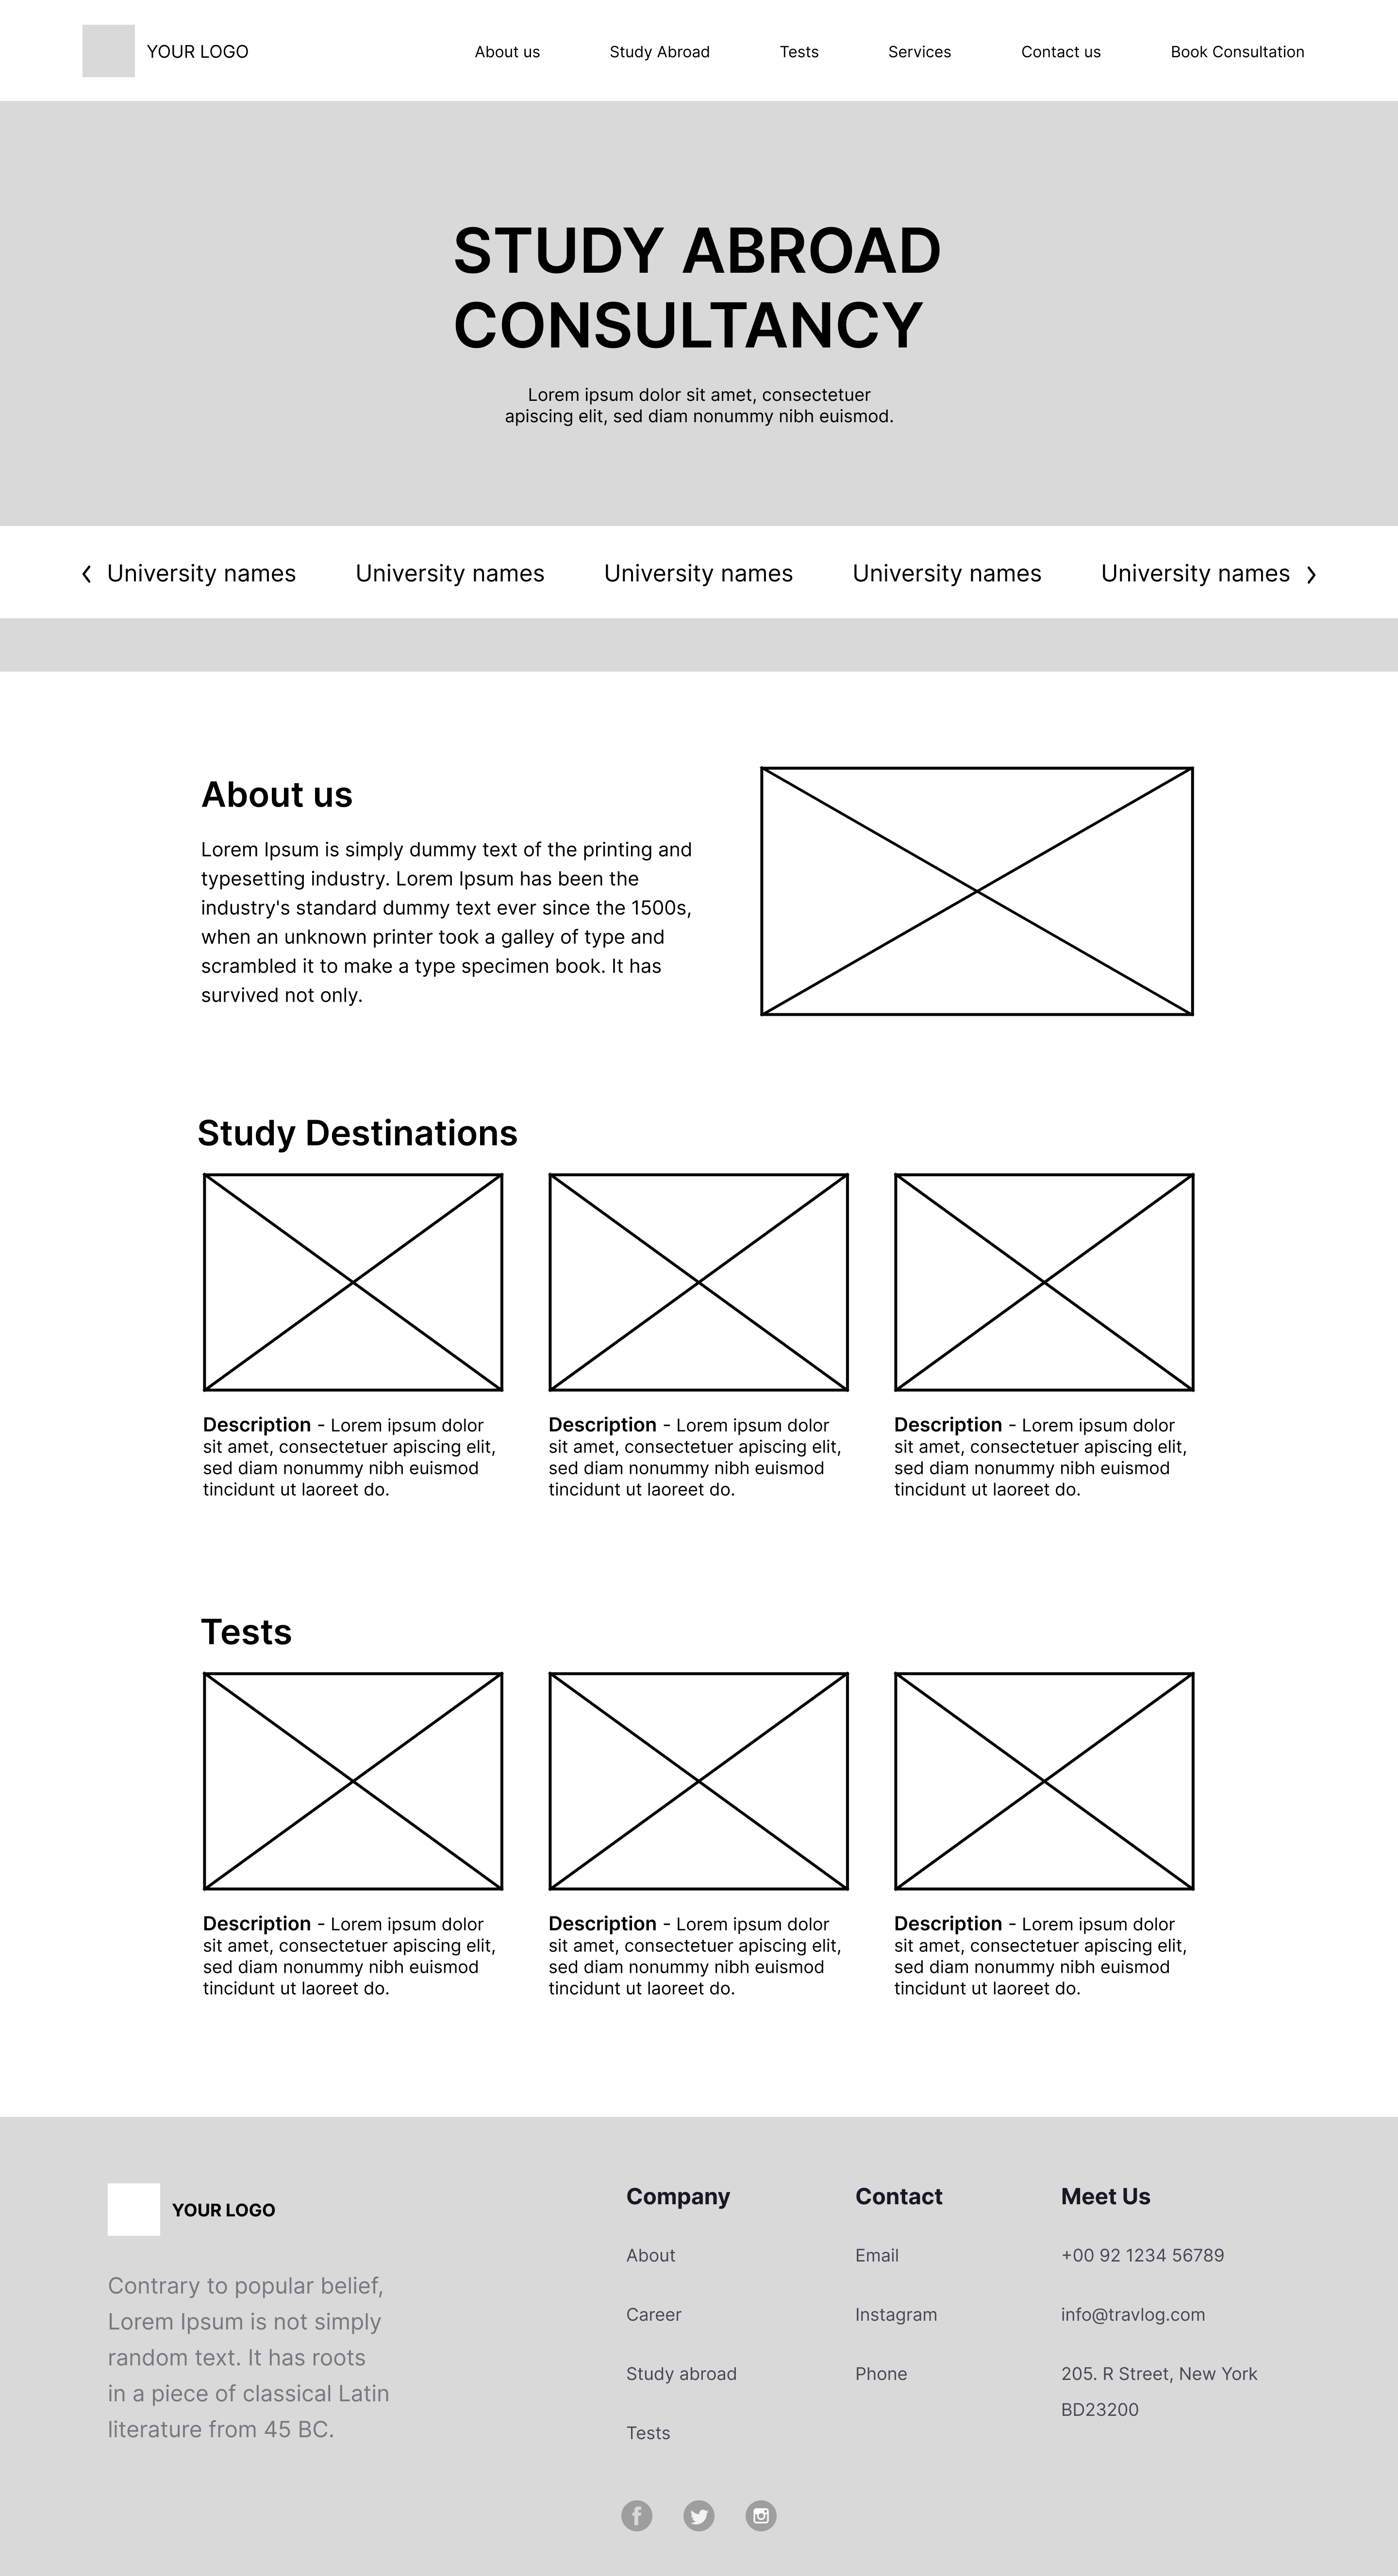 YOUR LOGO
About us
Study Abroad
Tests
Services
Contact us
Book Consultation
STUDY ABROAD
CONSULTANCY
Lorem ipsum dolor sit amet, consectetuer
apiscing elit, sed diam nonummy nibh euismod.
University names
University names
University names
University names
University names
About us
Lorem Ipsum is simply dummy text of the printing and
typesetting industry. Lorem Ipsum has been the
industry's standard dummy text ever since the 1500s,
when an unknown printer took a galley of type and
scrambled it to make a type specimen book. It has
survived not only.
Study Destinations
Description - Lorem ipsum dolor
sit amet, consectetuer apiscing elit,
sed diam nonummy nibh euismod
tincidunt ut laoreet do.
Description - Lorem ipsum dolor
sit amet, consectetuer apiscing elit,
sed diam nonummy nibh euismod
tincidunt ut laoreet do.
Description - Lorem ipsum dolor
sit amet, consectetuer apiscing elit,
sed diam nonummy nibh euismod
tincidunt ut laoreet do.
Tests
Description - Lorem ipsum dolor
sit amet, consectetuer apiscing elit,
sed diam nonummy nibh euismod
tincidunt ut laoreet do.
Description - Lorem ipsum dolor
sit amet, consectetuer apiscing elit,
sed diam nonummy nibh euismod
tincidunt ut laoreet do.
Description - Lorem ipsum dolor
sit amet, consectetuer apiscing elit,
sed diam nonummy nibh euismod
tincidunt ut laoreet do.
YOUR LOGO
Contrary to popular belief,
Lorem Ipsum is not simply
random text. It has roots
in a piece of classical Latin
literature from 45 BC.
Company
About
Career
Study abroad
Tests
Contact
Email
Instagram
Phone
Meet Us
+00 92 1234 56789
info@travlog.com
205. R Street, New York
BD23200